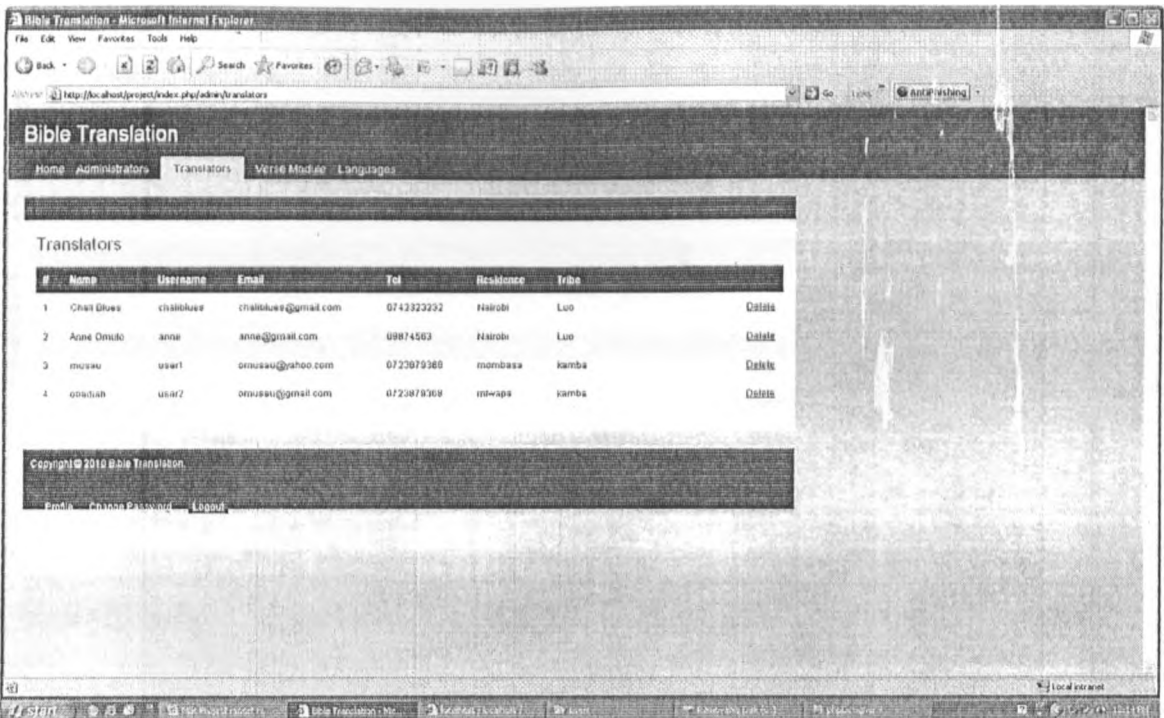 Bible Translation - Microsoft Internet Explorer
File Edit View Favorites Tools Help
Back Search Favorites
http://localhost/project/index.php/admin/translators Go AntiPhishing
Bible Translation
Home Administrators Translators Verse Module Languages
Translators
# Name Username Email Tel Residence Tribe
1 Chali Blues chaliblues chaliblues@gmail.com 0743323232 Nairobi Luo Delete
2 Anne Omulo anne anne@gmail.com 09874563 Nairobi Luo Delete
3 musau user1 omusau@yahoo.com 0723879368 mombasa kamba Delete
4 obadiah user2 omusau@gmail.com 0723879368 mtwapa kamba Delete
Copyright © 2010 Bible Translation.
Profile Change Password Logout
Local intranet
start Bible Translation - Mic...